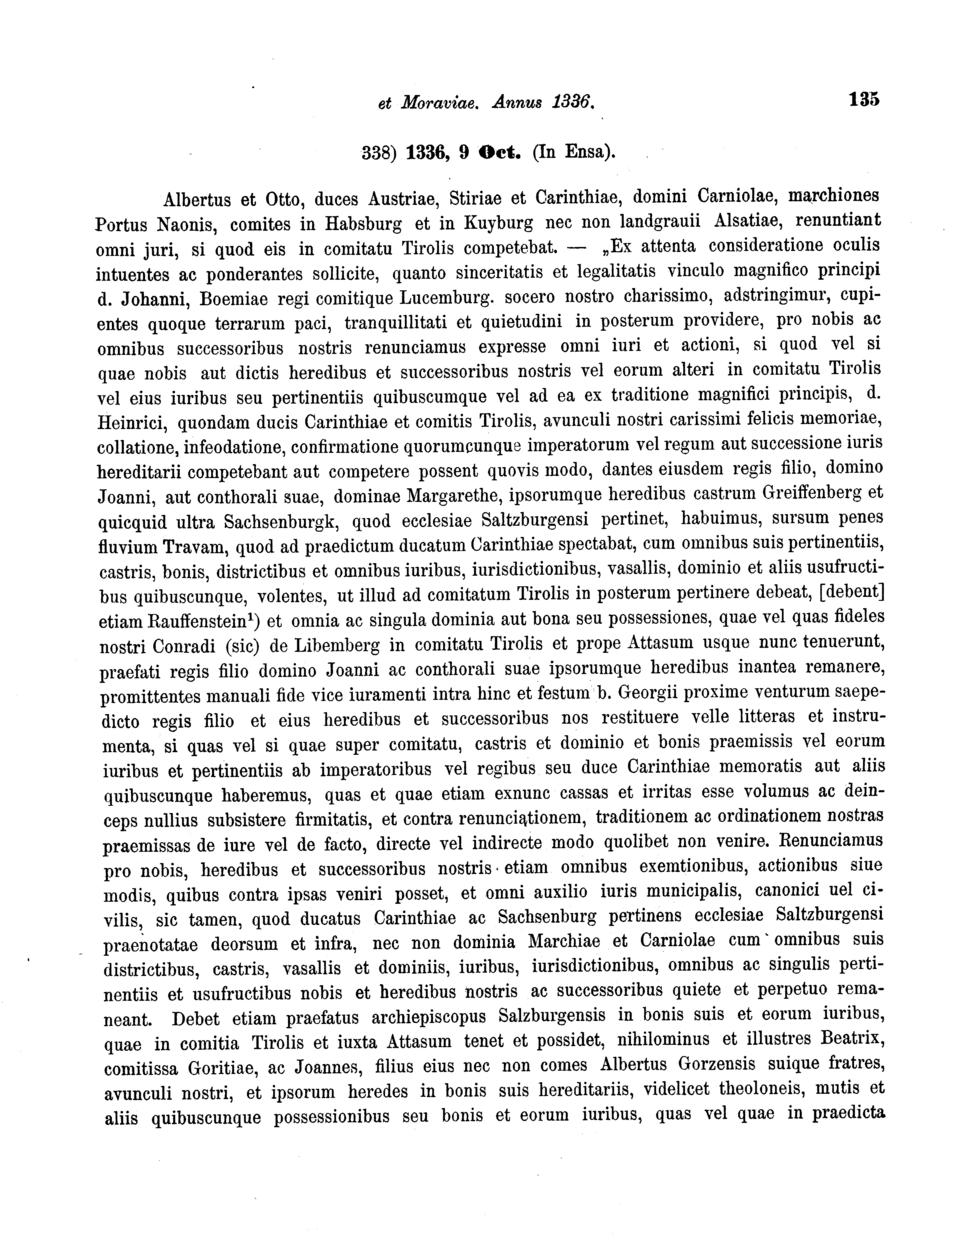 et Moraviae. Annus 1336. 135
338) 1336, 9 Oct. (In Ensa).
Albertus et Otto, duces Austriae, Stiriae et Carinthiae, domini Carniolae, marchiones
Portus Naonis, comites in Habsburg et in Kuyburg nec non landgrauii Alsatiae, renuntiant
omni juri, si quod eis in comitatu Tirolis competebat. — „Ex attenta consideratione oculis
intuentes ac ponderantes sollicite, quanto sinceritatis et legalitatis vinculo magnifico principi
d. Johanni, Boemiae regi comitique Lucemburg. socero nostro charissimo, adstringimur, cupi-
entes quoque terrarum paci, tranquillitati et quietudini in posterum providere, pro nobis ac
omnibus successoribus nostris renunciamus expresse omni iuri et actioni, si quod vel si
quae nobis aut dictis heredibus et successoribus nostris vel eorum alteri in comitatu Tirolis
vel eius iuribus seu pertinentiis quibuscumque vel ad ea ex traditione magnifici principis, d.
Heinrici, quondam ducis Carinthiae et comitis Tirolis, avunculi nostri carissimi felicis memoriae,
collatione, infeodatione, confirmatione quorumcunque imperatorum vel regum aut successione iuris
hereditarii competebant aut competere possent quovis modo, dantes eiusdem regis filio, domino
Joanni, aut conthorali suae, dominae Margarethe, ipsorumque heredibus castrum Greiffenberg et
quicquid ultra Sachsenburgk, quod ecclesiae Saltzburgensi pertinet, habuimus, sursum penes
fluvium Travam, quod ad praedictum ducatum Carinthiae spectabat, cum omnibus suis pertinentiis,
castris, bonis, districtibus et omnibus iuribus, iurisdictionibus, vasallis, dominio et aliis usufructi-
bus quibuscunque, volentes, ut illud ad comitatum Tirolis in posterum pertinere debeat, [debent]
etiam Rauffenstein¹) et omnia ac singula dominia aut bona seu possessiones, quae vel quas fideles
nostri Conradi (sic) de Libemberg in comitatu Tirolis et prope Attasum usque nunc tenuerunt,
praefati regis filio domino Joanni ac conthorali suae ipsorumque heredibus inantea remanere,
promittentes manuali fide vice iuramenti intra hinc et festum b. Georgii proxime venturum saepe-
dicto regis filio et eius heredibus et successoribus nos restituere velle litteras et instru-
menta, si quas vel si quae super comitatu, castris et dominio et bonis praemissis vel eorum
iuribus et pertinentiis ab imperatoribus vel regibus seu duce Carinthiae memoratis aut aliis
quibuscunque haberemus, quas et quae etiam exnunc cassas et irritas esse volumus ac dein-
ceps nullius subsistere firmitatis, et contra renunciationem, traditionem ac ordinationem nostras
praemissas de iure vel de facto, directe vel indirecte modo quolibet non venire. Renunciamus
pro nobis, heredibus et successoribus nostris etiam omnibus exemtionibus, actionibus siue
modis, quibus contra ipsas veniri posset, et omni auxilio iuris municipalis, canonici uel ci-
vilis, sic tamen, quod ducatus Carinthiae ac Sachsenburg pertinens ecclesiae Saltzburgensi
praenotatae deorsum et infra, nec non dominia Marchiae et Carniolae cum omnibus suis
districtibus, castris, vasallis et dominiis, iuribus, iurisdictionibus, omnibus ac singulis perti-
nentiis et usufructibus nobis et heredibus nostris ac successoribus quiete et perpetuo rema-
neant. Debet etiam praefatus archiepiscopus Salzburgensis in bonis suis et eorum iuribus,
quae in comitia Tirolis et iuxta Attasum tenet et possidet, nihilominus et illustres Beatrix,
comitissa Goritiae, ac Joannes, filius eius nec non comes Albertus Gorzensis suique fratres,
avunculi nostri, et ipsorum heredes in bonis suis hereditariis, videlicet theoloneis, mutis et
aliis quibuscunque possessionibus seu bonis et eorum iuribus, quas vel quae in praedicta